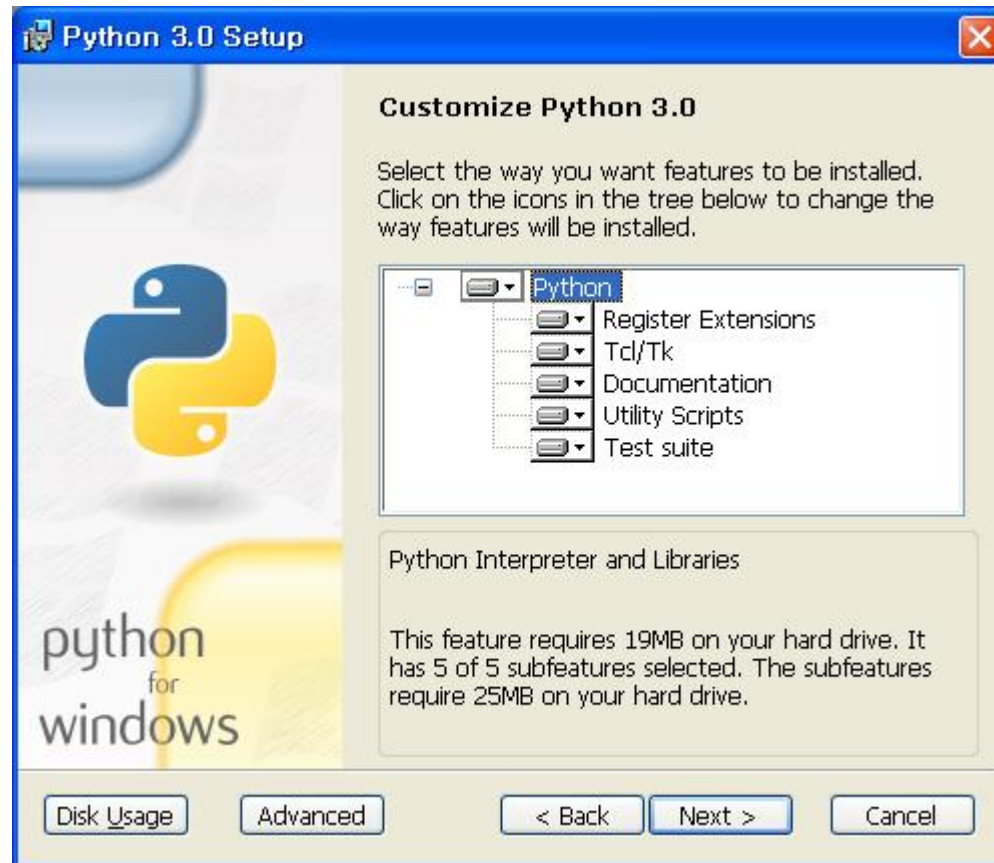 Python 3.0 Setup
Customize Python 3.0
Select the way you want features to be installed.
Click on the icons in the tree below to change the
way features will be installed.
Python
Register Extensions
Tcl/Tk
Documentation
Utility Scripts
Test suite
Python Interpreter and Libraries
This feature requires 19MB on your hard drive. It
has 5 of 5 subfeatures selected. The subfeatures
require 25MB on your hard drive.
python
for
windows
Disk Usage
Advanced
< Back
Next >
Cancel